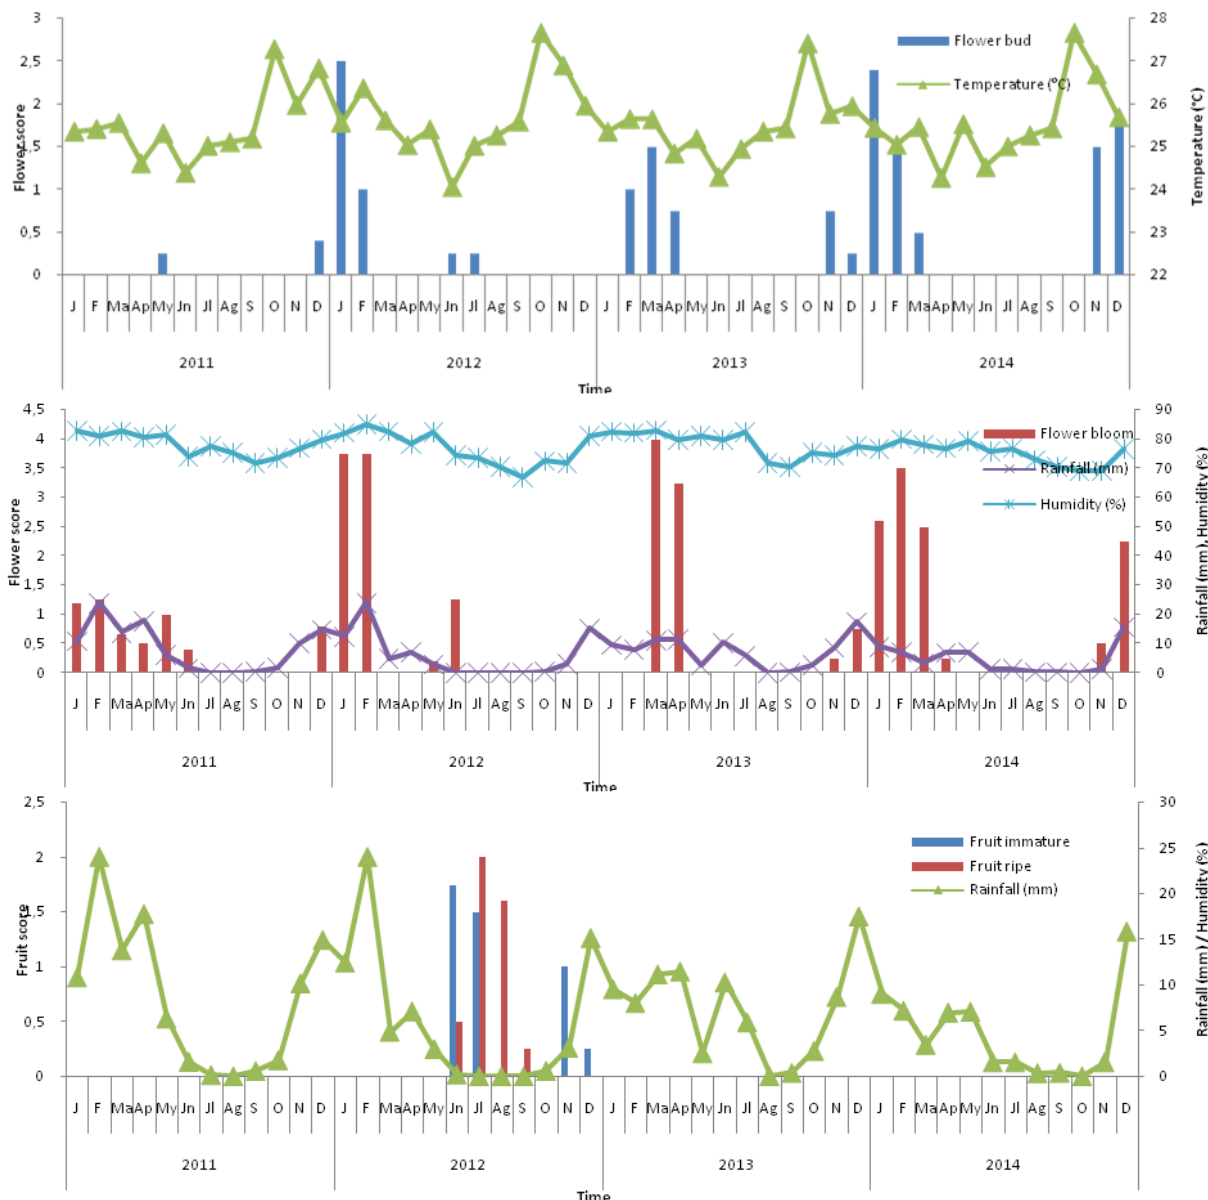 3
2,5
2
1,5
1
0,5
0
Flower score
28
27
26
25
24
23
22
Temperature (°C)
Flower bud
Temperature (°C)
J F Ma Ap My Jn Jl Ag S O N D J F Ma Ap My Jn Jl Ag S O N D J F Ma Ap My Jn Jl Ag S O N D J F Ma Ap My Jn Jl Ag S O N D
2011 2012 2013 2014
Time
4,5
4
3,5
3
2,5
2
1,5
1
0,5
0
Flower score
90
80
70
60
50
40
30
20
10
0
Rainfall (mm), Humidity (%)
Flower bloom
Rainfall (mm)
Humidity (%)
J F Ma Ap My Jn Jl Ag S O N D J F Ma Ap My Jn Jl Ag S O N D J F Ma Ap My Jn Jl Ag S O N D J F Ma Ap My Jn Jl Ag S O N D
2011 2012 2013 2014
Time
2,5
2
1,5
1
0,5
0
Fruit score
30
25
20
15
10
5
0
Rainfall (mm) / Humidity (%)
Fruit immature
Fruit ripe
Rainfall (mm)
J F Ma Ap My Jn Jl Ag S O N D J F Ma Ap My Jn Jl Ag S O N D J F Ma Ap My Jn Jl Ag S O N D J F Ma Ap My Jn Jl Ag S O N D
2011 2012 2013 2014
Time